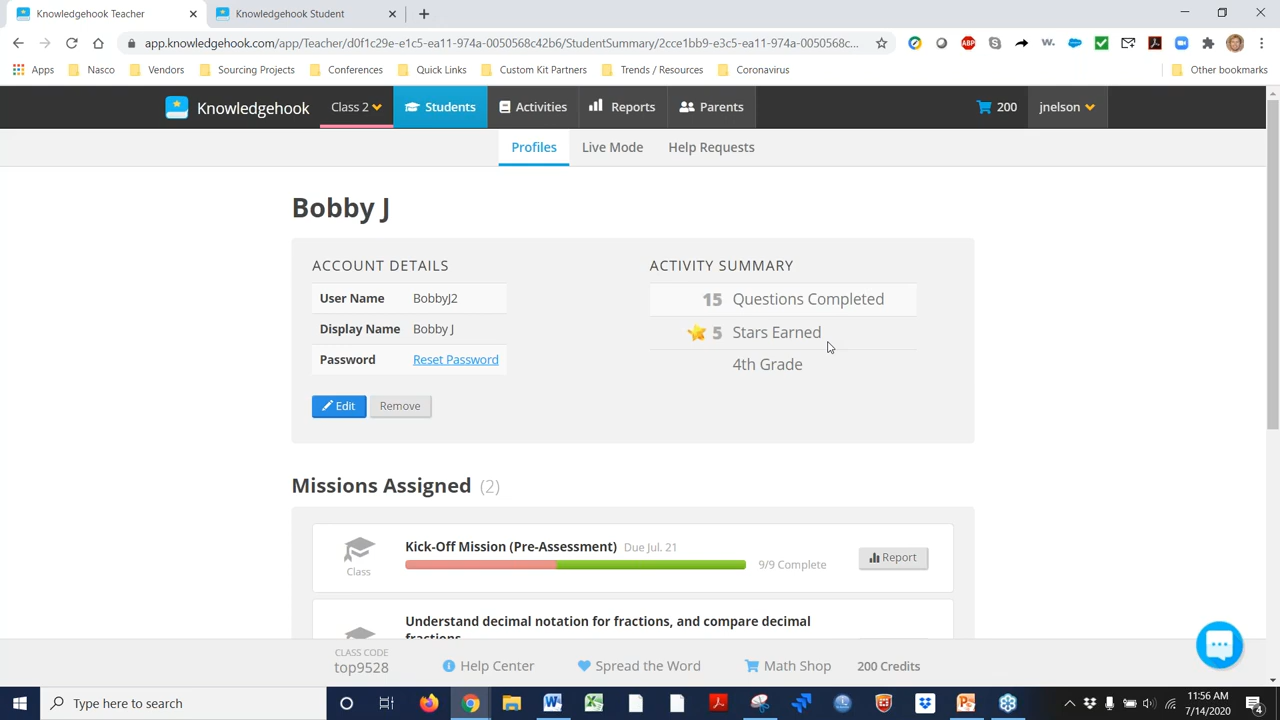 Knowledgehook Teacher
Knowledgehook Student
app.knowledgehook.com/app/Teacher/d0f1c29e-e1c5-ea11-974a-0050568c42b6/StudentSummary/2cce1bb9-e3c5-ea11-974a-0050568c...
ABP
W.
Apps
Nasco
Vendors
Sourcing Projects
Conferences
Quick Links
Custom Kit Partners
Trends / Resources
Coronavirus
Other bookmarks
Knowledgehook
Class 2
Students
Activities
Reports
Parents
200
jnelson
Profiles
Live Mode
Help Requests
Bobby J
ACCOUNT DETAILS
User Name BobbyJ2
Display Name Bobby J
Password Reset Password
Edit
Remove
ACTIVITY SUMMARY
15 Questions Completed
5 Stars Earned
4th Grade
Missions Assigned (2)
Class
Kick-Off Mission (Pre-Assessment) Due Jul. 21
9/9 Complete
Report
Understand decimal notation for fractions, and compare decimal
fractions
CLASS CODE
top9528
Help Center
Spread the Word
Math Shop
200 Credits
Type here to search
11:56 AM
7/14/2020
4